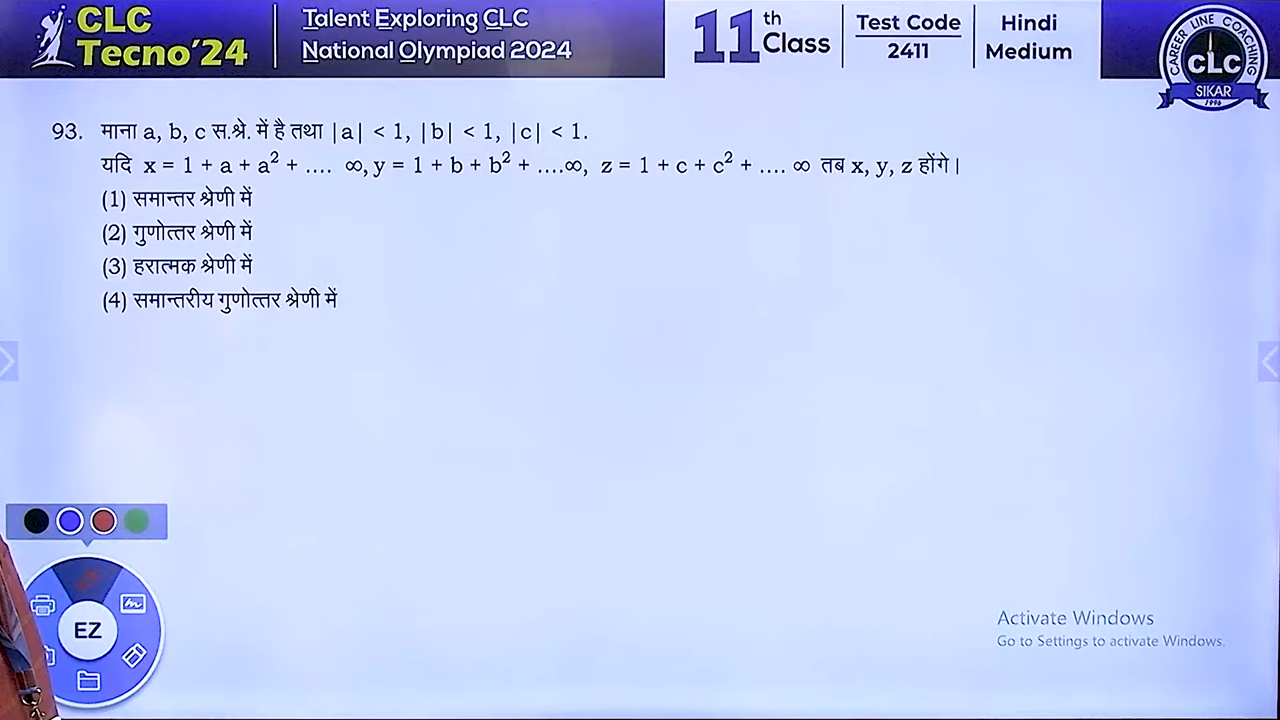 CLC
Tecno’24
Talent Exploring CLC
National Olympiad 2024
11th Class
Test Code
2411
Hindi
Medium
CAREER LINE COACHING
CLC
SIKAR
1996
93. माना a, b, c स.श्रे. में है तथा |a| < 1, |b| < 1, |c| < 1.
यदि x = 1 + a + a² + .... ∞, y = 1 + b + b² + ....∞, z = 1 + c + c² + .... ∞ तब x, y, z होंगे।
(1) समान्तर श्रेणी में
(2) गुणोत्तर श्रेणी में
(3) हरात्मक श्रेणी में
(4) समान्तरीय गुणोत्तर श्रेणी में
EZ
Activate Windows
Go to Settings to activate Windows.